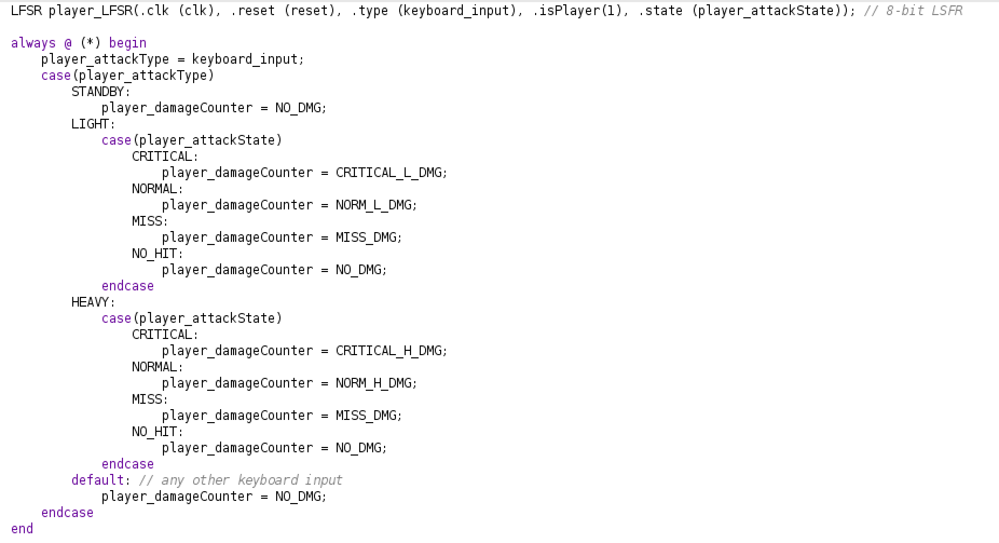 LFSR player_LFSR(.clk (clk), .reset (reset), .type (keyboard_input), .isPlayer(1), .state (player_attackState)); // 8-bit LSFR

always @ (*) begin
    player_attackType = keyboard_input;
    case(player_attackType)
        STANDBY:
            player_damageCounter = NO_DMG;
        LIGHT:
            case(player_attackState)
                CRITICAL:
                    player_damageCounter = CRITICAL_L_DMG;
                NORMAL:
                    player_damageCounter = NORM_L_DMG;
                MISS:
                    player_damageCounter = MISS_DMG;
                NO_HIT:
                    player_damageCounter = NO_DMG;
            endcase
        HEAVY:
            case(player_attackState)
                CRITICAL:
                    player_damageCounter = CRITICAL_H_DMG;
                NORMAL:
                    player_damageCounter = NORM_H_DMG;
                MISS:
                    player_damageCounter = MISS_DMG;
                NO_HIT:
                    player_damageCounter = NO_DMG;
            endcase
        default: // any other keyboard input
            player_damageCounter = NO_DMG;
    endcase
end